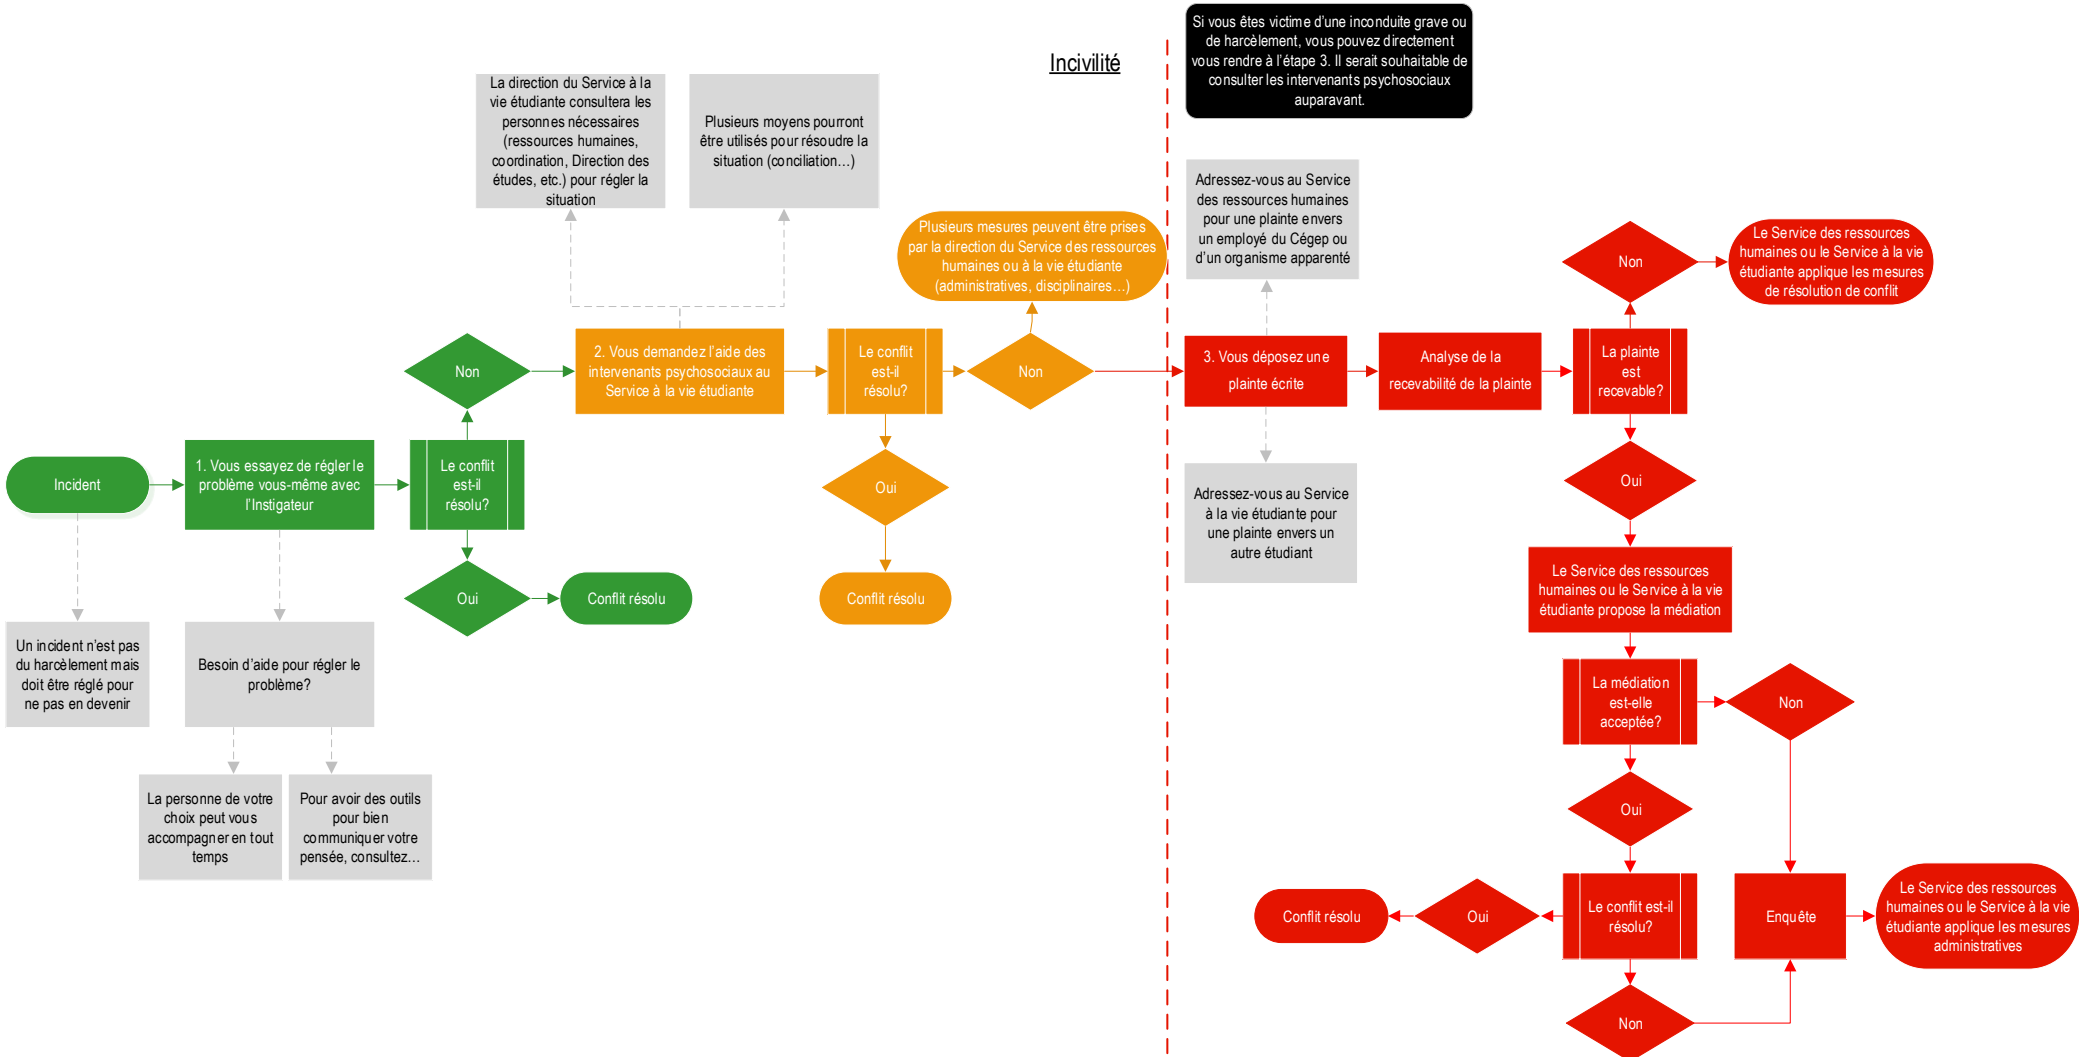 Incivilité
Si vous êtes victime d’une inconduite grave ou
de harcèlement, vous pouvez directement
vous rendre à l’étape 3. Il serait souhaitable de
consulter les intervenants psychosociaux
auparavant.
La direction du Service à la
vie étudiante consultera les
personnes nécessaires
(ressources humaines,
coordination, Direction des
études, etc.) pour régler la
situation
Plusieurs moyens pourront
être utilisés pour résoudre la
situation (conciliation…)
Plusieurs mesures peuvent être prises
par la direction du Service des ressources
humaines ou à la vie étudiante
(administratives, disciplinaires…)
Incident
1. Vous essayez de régler le
problème vous-même avec
l’Instigateur
Le conflit
est-il
résolu?
Non
Oui
Conflit résolu
Un incident n’est pas
du harcèlement mais
doit être réglé pour
ne pas en devenir
Besoin d’aide pour régler le
problème?
La personne de votre
choix peut vous
accompagner en tout
temps
Pour avoir des outils
pour bien
communiquer votre
pensée, consultez…
2. Vous demandez l’aide des
intervenants psychosociaux au
Service à la vie étudiante
Le conflit
est-il
résolu?
Non
Oui
Conflit résolu
Adressez-vous au Service
des ressources humaines
pour une plainte envers
un employé du Cégep ou
d’un organisme apparenté
3. Vous déposez une
plainte écrite
Adressez-vous au Service
à la vie étudiante pour
une plainte envers un
autre étudiant
Analyse de la
recevabilité de la plainte
La plainte
est
recevable?
Non
Le Service des ressources
humaines ou le Service à la vie
étudiante applique les mesures
de résolution de conflit
Oui
Le Service des ressources
humaines ou le Service à la vie
étudiante propose la médiation
La médiation
est-elle
acceptée?
Non
Oui
Le conflit est-il
résolu?
Oui
Conflit résolu
Non
Enquête
Le Service des ressources
humaines ou le Service à la vie
étudiante applique les mesures
administratives